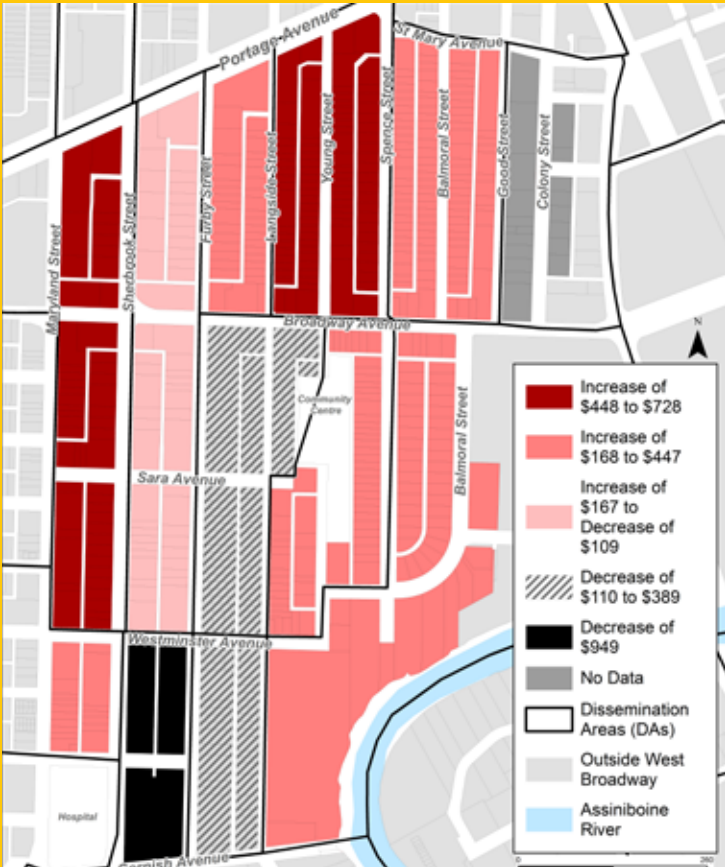 Portage Avenue
St Mary Avenue
Maryland Street
Sherbrook Street
Furby Street
Langside Street
Young Street
Spence Street
Balmoral Street
Good Street
Colony Street
Broadway Avenue
Community
Centre
Balmoral Street
Sara Avenue
Westminster Avenue
Hospital
Cornish Avenue
N
Increase of
$448 to $728
Increase of
$168 to $447
Increase of
$167 to
Decrease of
$109
Decrease of
$110 to $389
Decrease of
$949
No Data
Dissemination
Areas (DAs)
Outside West
Broadway
Assiniboine
River
0